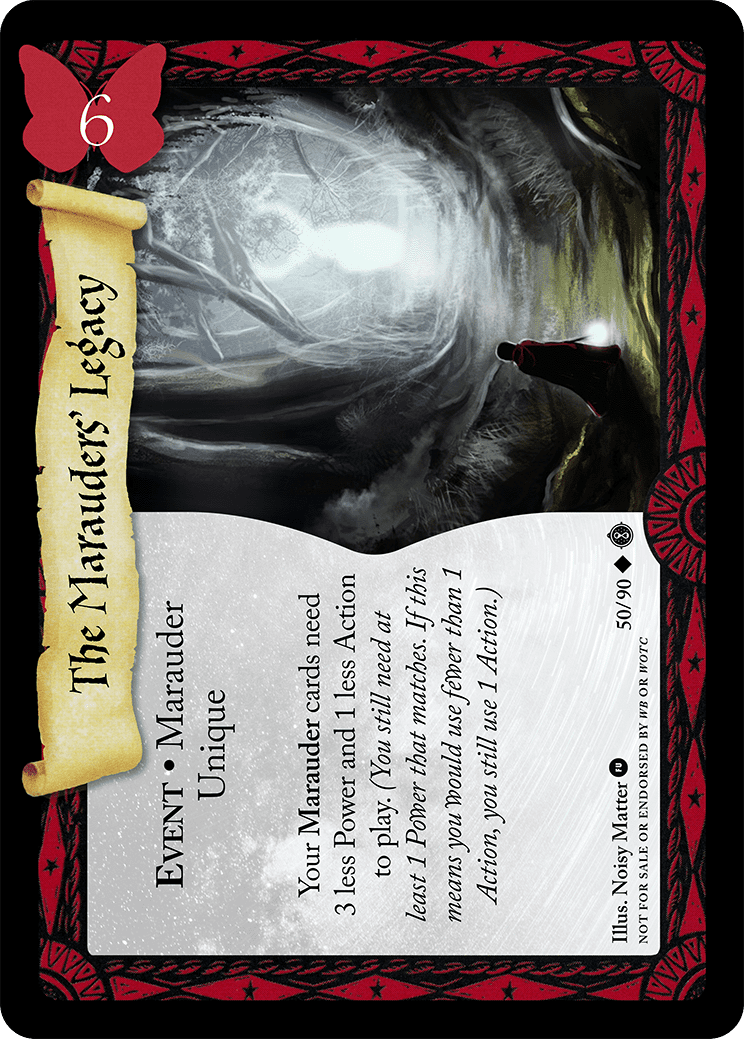 6
The Marauders’ Legacy
EVENT • Marauder
Unique
Your Marauder cards need
3 less Power and 1 less Action
to play. (You still need at
least 1 Power that matches. If this
means you would use fewer than 1
Action, you still use 1 Action.)
Illus. Noisy Matter FU
50/90
NOT FOR SALE OR ENDORSED BY WB OR WOTC